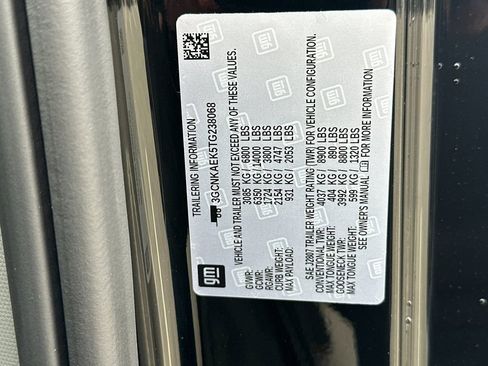 gm
TRAILERING INFORMATION
3GCNKAEK5TG238068
VEHICLE AND TRAILER MUST NOT EXCEED ANY OF THESE VALUES.
GVWR: 3085 KG / 6800 LBS
GCWR: 6350 KG / 14000 LBS
RGAWR: 1724 KG / 3800 LBS
CURB WEIGHT: 2154 KG / 4747 LBS
MAX PAYLOAD: 931 KG / 2053 LBS
SAE J2807 TRAILER WEIGHT RATING (TWR) FOR VEHICLE CONFIGURATION.
CONVENTIONAL TWR: 4037 KG / 8900 LBS
MAX TONGUE WEIGHT: 404 KG / 890 LBS
GOOSENECK TWR: 3992 KG / 8800 LBS
MAX TONGUE WEIGHT: 599 KG / 1320 LBS
SEE OWNER'S MANUAL FOR MORE INFORMATION